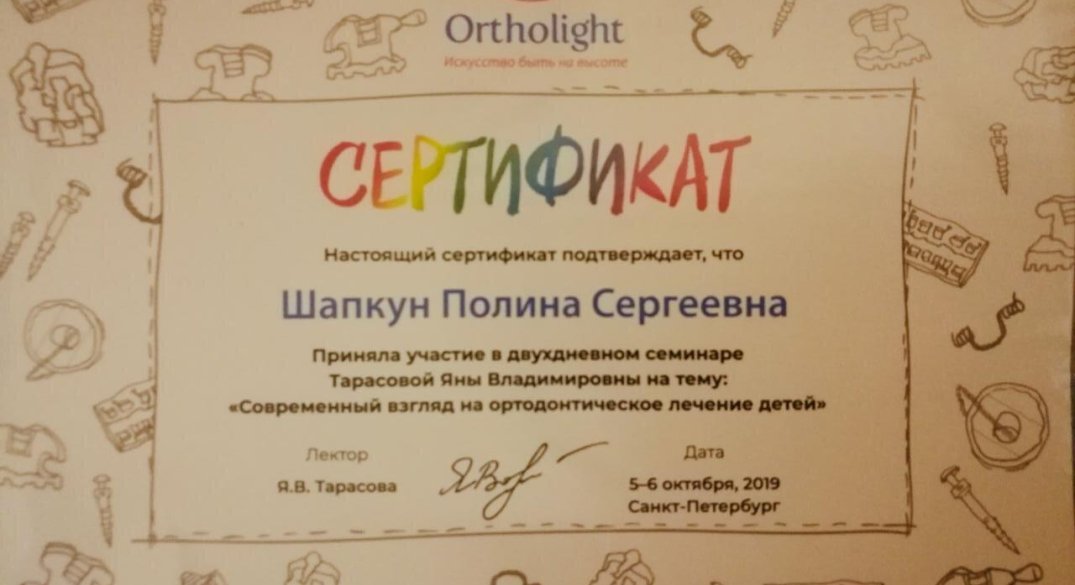 Ortholight
Искусство быть на высоте
СЕРТИФИКАТ
Настоящий сертификат подтверждает, что
Шапкун Полина Сергеевна
Приняла участие в двухдневном семинаре
Тарасовой Яны Владимировны на тему:
«Современный взгляд на ортодонтическое лечение детей»
Лектор
Я.В. Тарасова
Дата
5–6 октября, 2019
Санкт-Петербург